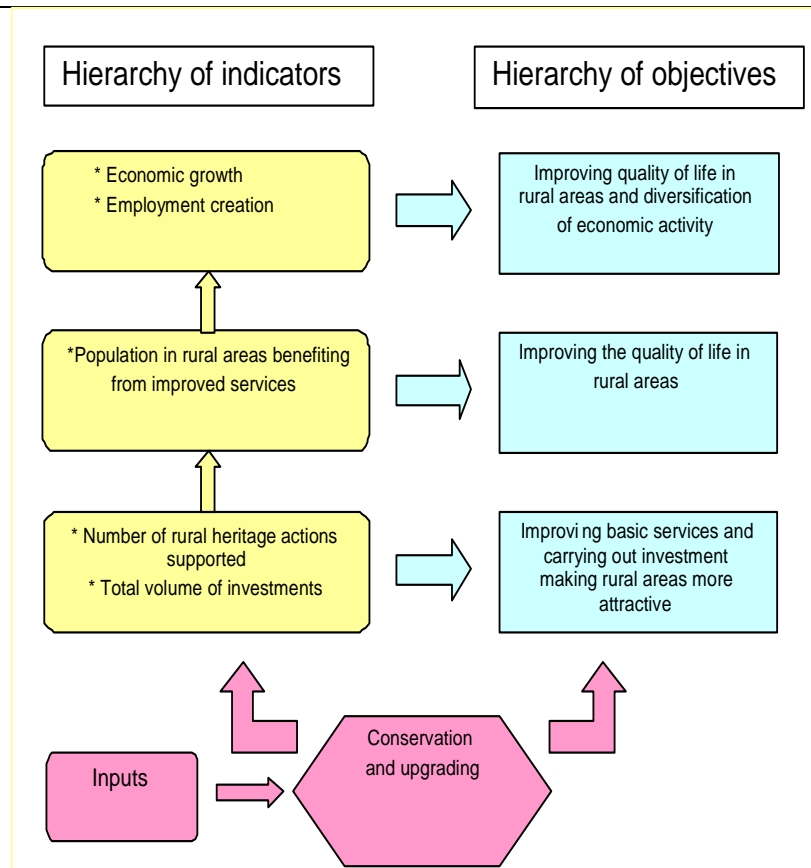 Hierarchy of indicators
Hierarchy of objectives
* Economic growth
* Employment creation
Improving quality of life in
rural areas and diversification
of economic activity
*Population in rural areas benefiting
from improved services
Improving the quality of life in
rural areas
* Number of rural heritage actions
supported
* Total volume of investments
Improving basic services and
carrying out investment
making rural areas more
attractive
Inputs
Conservation
and upgrading